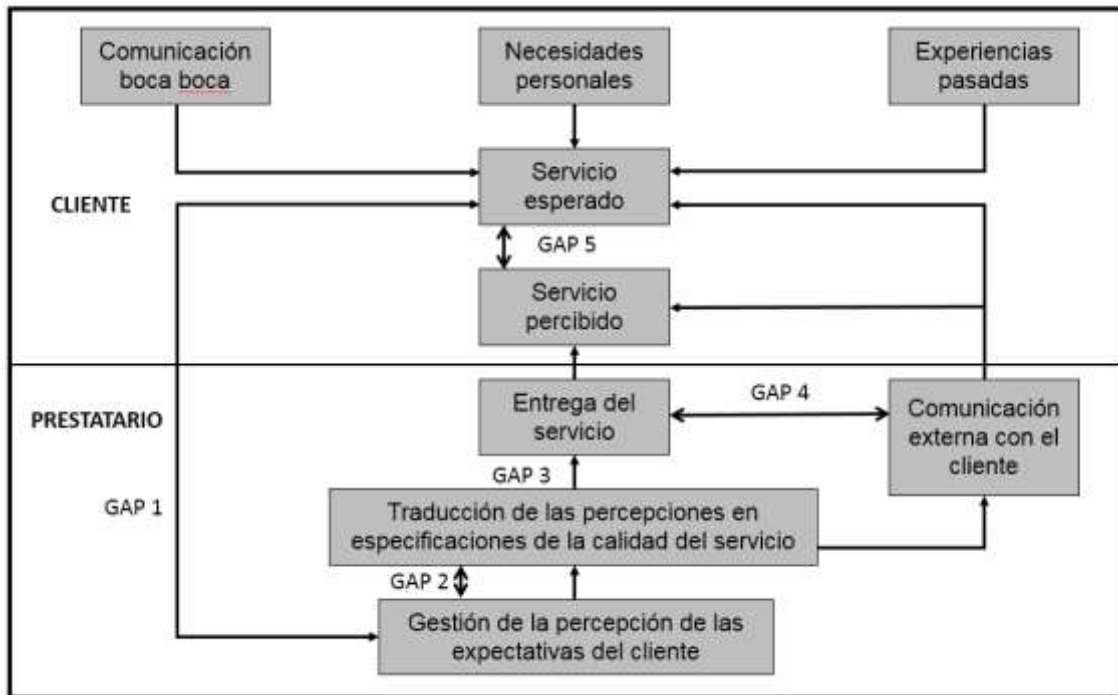 Comunicación
boca boca
Necesidades
personales
Experiencias
pasadas
Servicio
esperado
CLIENTE
GAP 5
Servicio
percibido
PRESTATARIO
Entrega del
servicio
GAP 4
Comunicación
externa con el
cliente
GAP 3
GAP 1
Traducción de las percepciones en
especificaciones de la calidad del servicio
GAP 2
Gestión de la percepción de las
expectativas del cliente